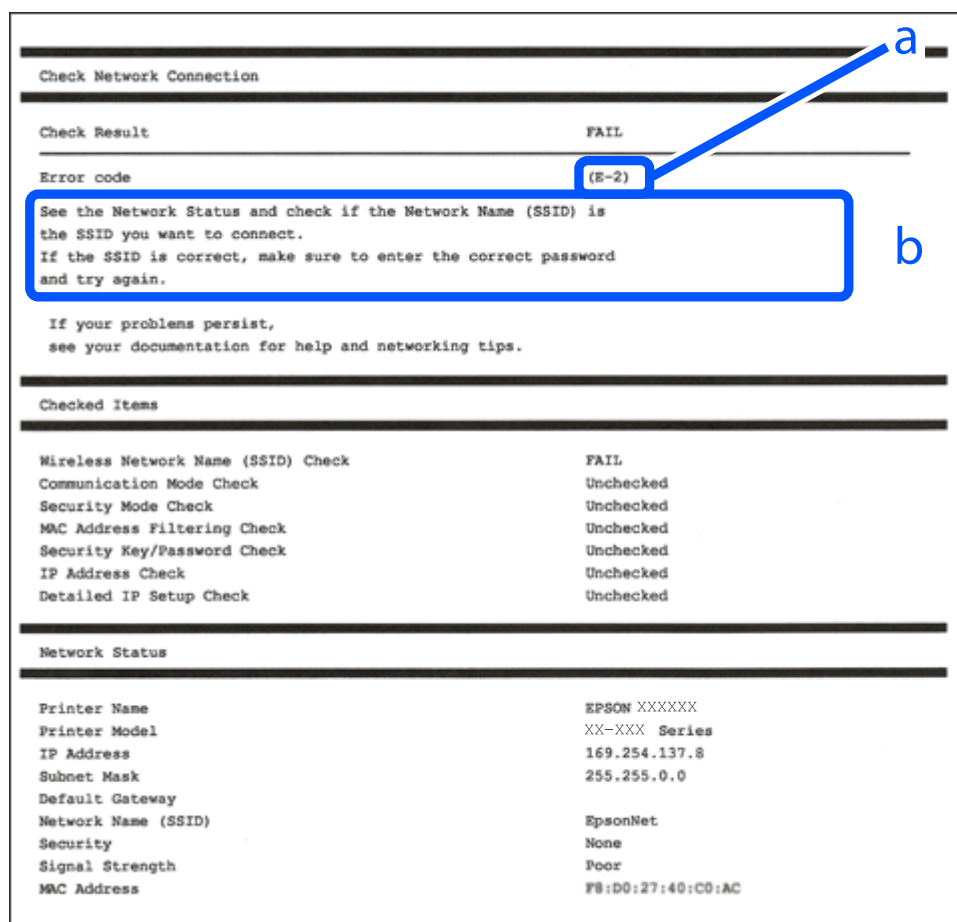 a
Check Network Connection
Check Result FAIL
Error code (E-2)
See the Network Status and check if the Network Name (SSID) is
the SSID you want to connect.
If the SSID is correct, make sure to enter the correct password
and try again.
b
If your problems persist,
see your documentation for help and networking tips.
Checked Items
Wireless Network Name (SSID) Check FAIL
Communication Mode Check Unchecked
Security Mode Check Unchecked
MAC Address Filtering Check Unchecked
Security Key/Password Check Unchecked
IP Address Check Unchecked
Detailed IP Setup Check Unchecked
Network Status
Printer Name EPSON XXXXXX
Printer Model XX-XXX Series
IP Address 169.254.137.8
Subnet Mask 255.255.0.0
Default Gateway
Network Name (SSID) EpsonNet
Security None
Signal Strength Poor
MAC Address F8:D0:27:40:C0:AC